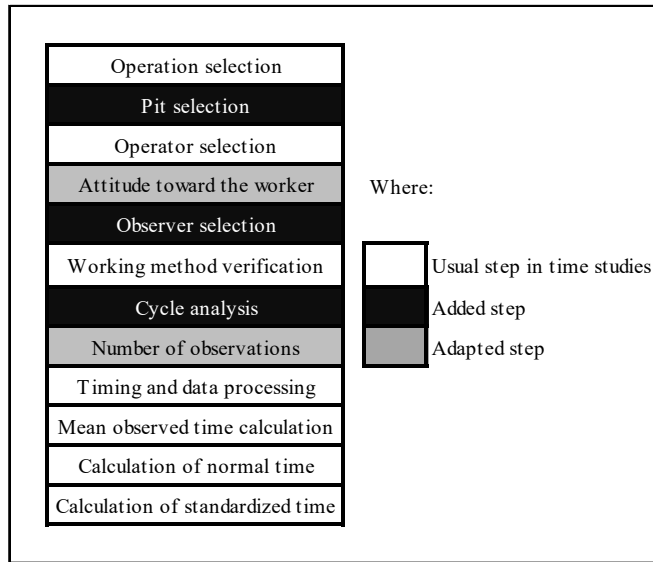 Operation selection
Pit selection
Operator selection
Attitude toward the worker
Where:
Observer selection
Working method verification
Usual step in time studies
Cycle analysis
Added step
Number of observations
Adapted step
Timing and data processing
Mean observed time calculation
Calculation of normal time
Calculation of standardized time